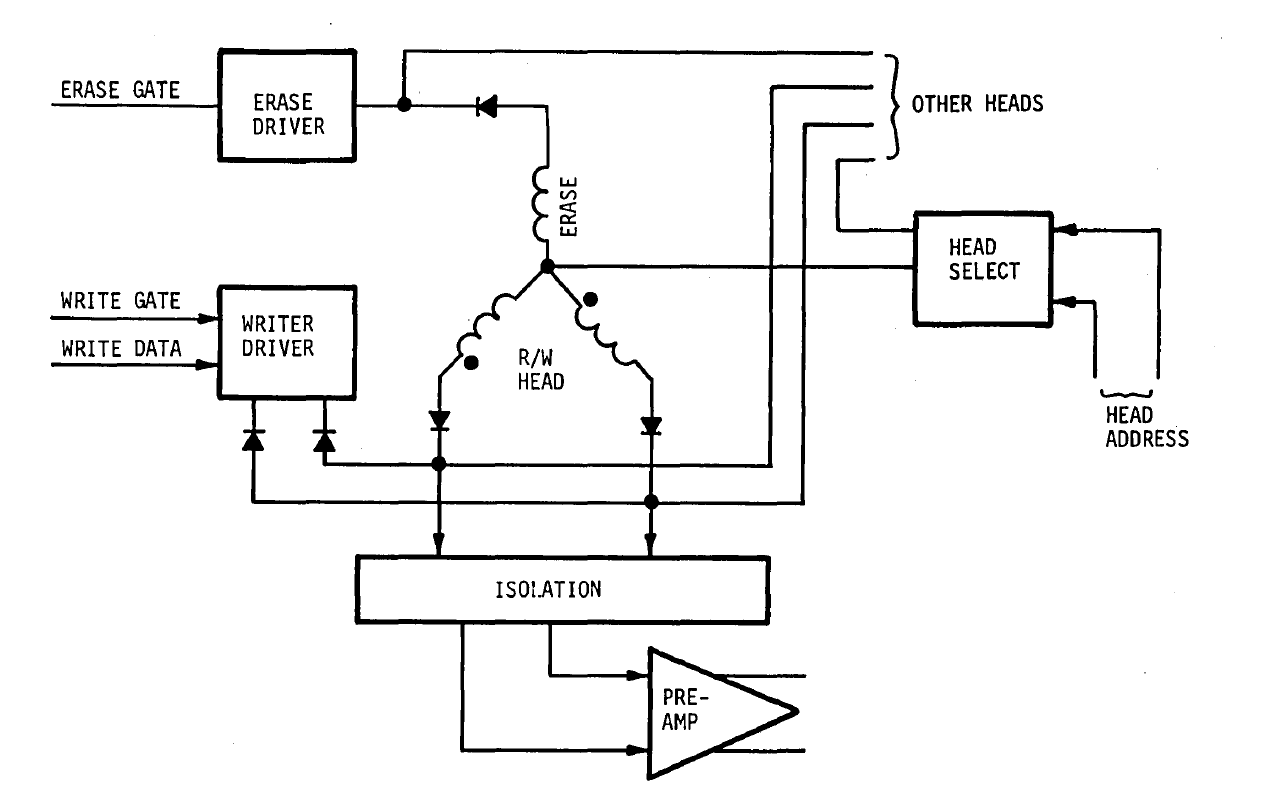 ERASE GATE
ERASE
DRIVER
OTHER HEADS
ERASE
HEAD
SELECT
WRITE GATE
WRITE DATA
WRITER
DRIVER
R/W
HEAD
HEAD
ADDRESS
ISOLATION
PRE-
AMP